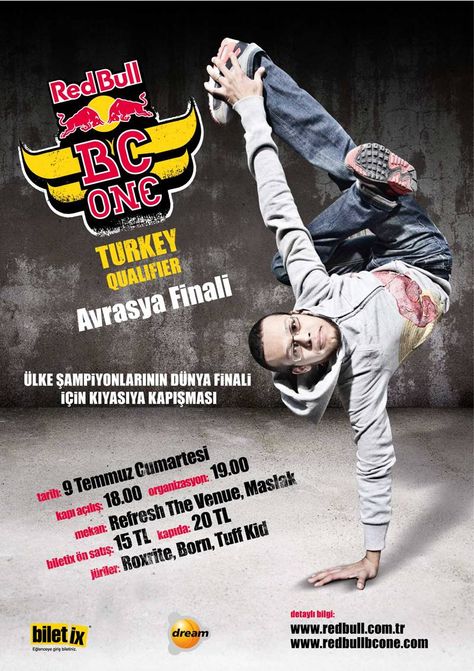 Red Bull
BC
ONE
TURKEY
QUALIFIER
Avrasya Finali
ÜLKE ŞAMPİYONLARININ DÜNYA FİNALİ
İÇİN KIYASIYA KAPIŞMASI
tarih: 9 Temmuz Cumartesi
kapı açılış: 18.00 organizasyon: 19.00
mekan: Refresh The Venue, Maslak
biletix ön satış: 15 TL kapıda: 20 TL
jüriler: Roxrite, Born, Tuff Kid
biletix
Eğlenceye giriş biletiniz.
dream
detaylı bilgi:
www.redbull.com.tr
www.redbullbcone.com